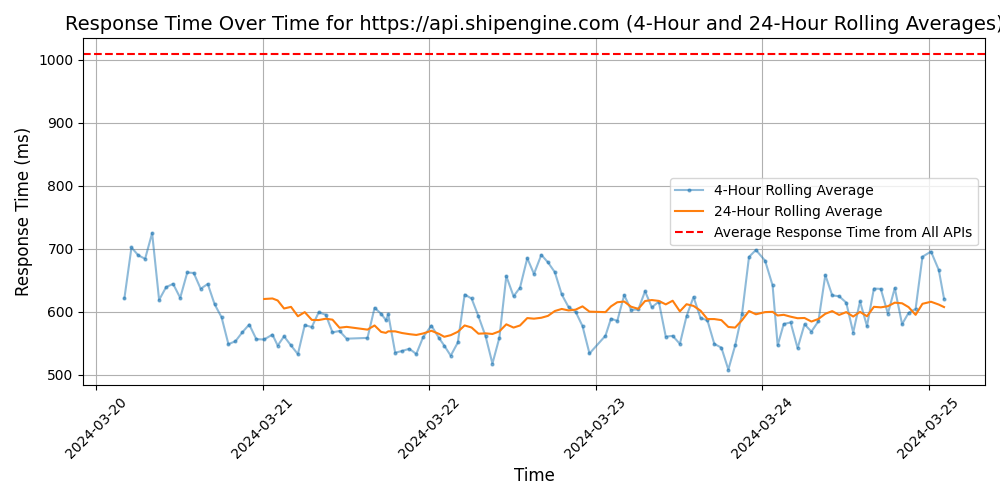 Response Time Over Time for https://api.shipengine.com (4-Hour and 24-Hour Rolling Averages)
Response Time (ms)
1000
900
800
700
600
500
4-Hour Rolling Average
24-Hour Rolling Average
Average Response Time from All APIs
2024-03-20
2024-03-21
2024-03-22
2024-03-23
2024-03-24
2024-03-25
Time